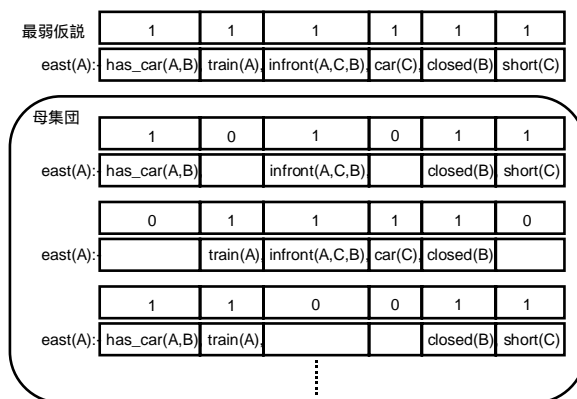 最弱仮説 1 1 1 1 1 1
east(A):- has_car(A,B) train(A), infront(A,C,B), car(C), closed(B) short(C)
母集団
1 0 1 0 1 1
east(A):- has_car(A,B) infront(A,C,B), closed(B) short(C)
0 1 1 1 1 0
east(A):- train(A), infront(A,C,B), car(C), closed(B)
1 1 0 0 1 1
east(A):- has_car(A,B) train(A), closed(B) short(C)